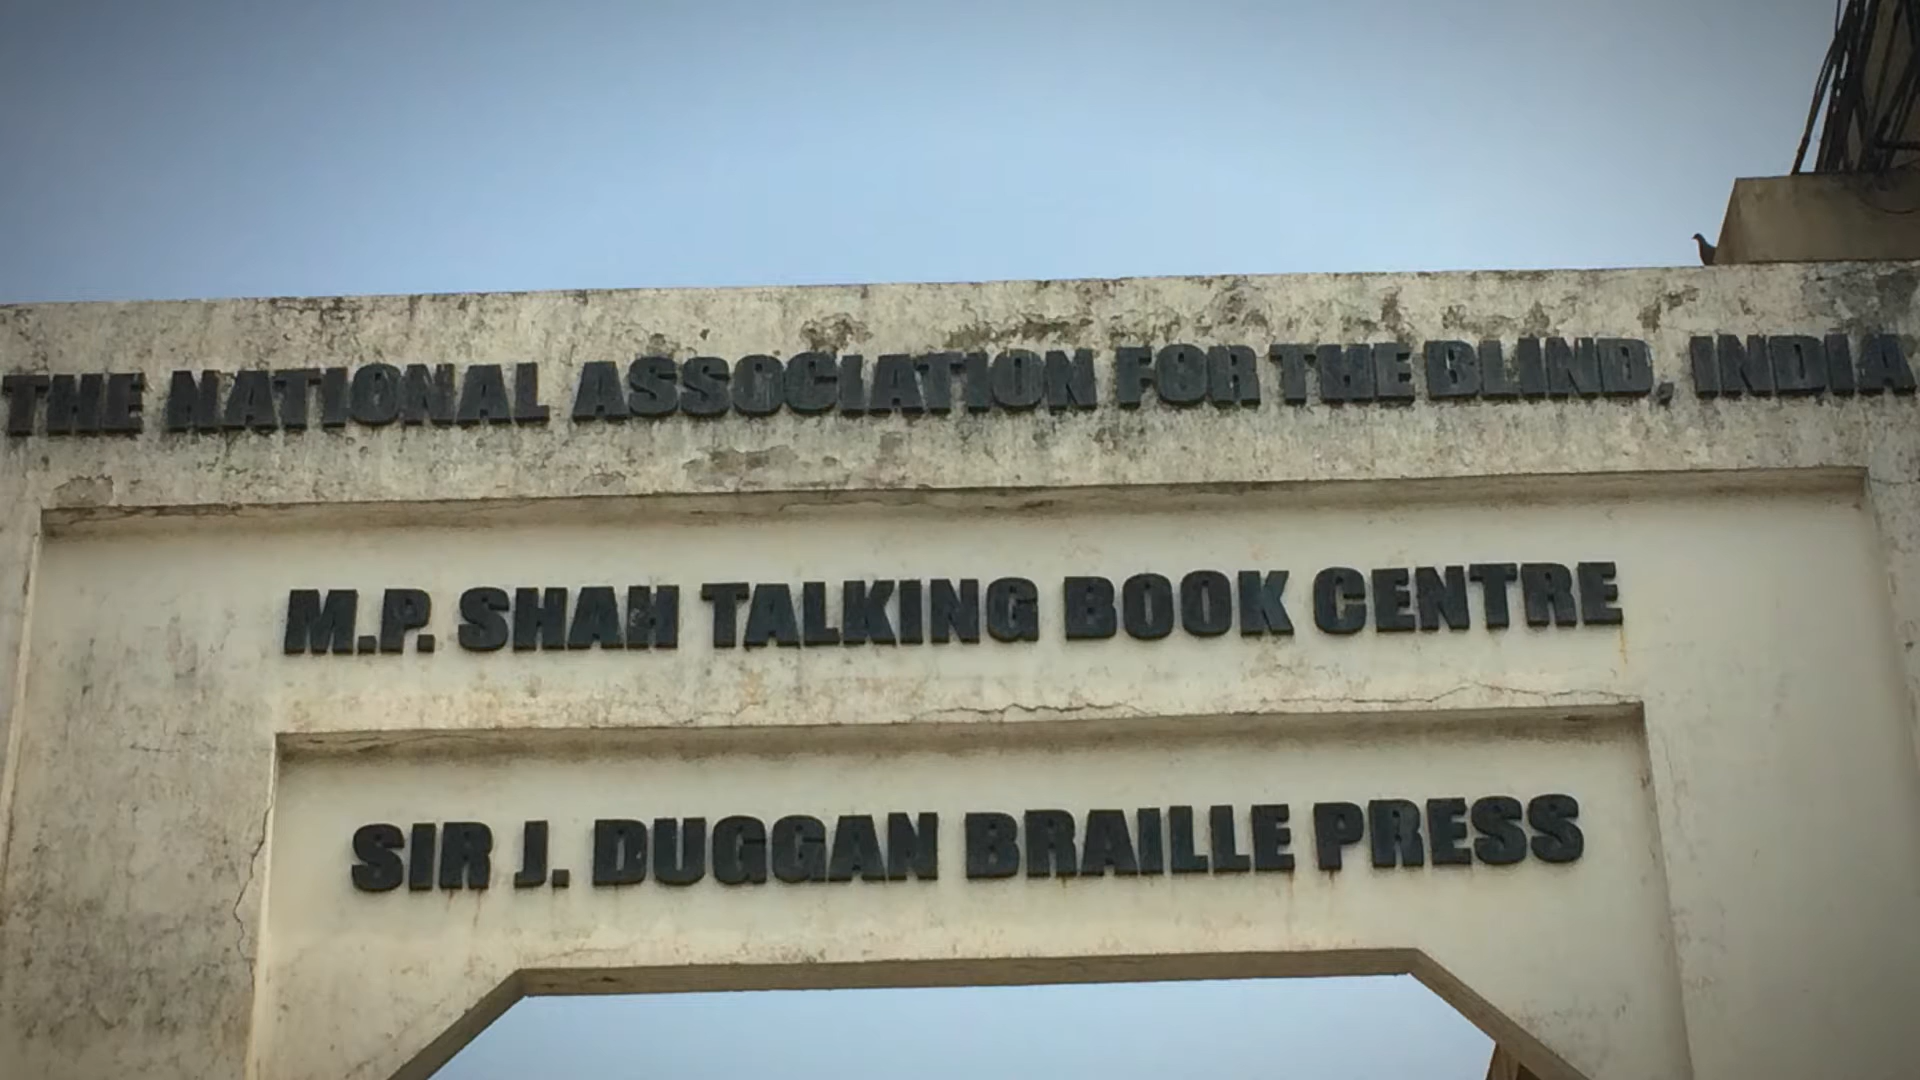 THE NATIONAL ASSOCIATION FOR THE BLIND, INDIA
M.P. SHAH TALKING BOOK CENTRE
SIR J. DUGGAN BRAILLE PRESS